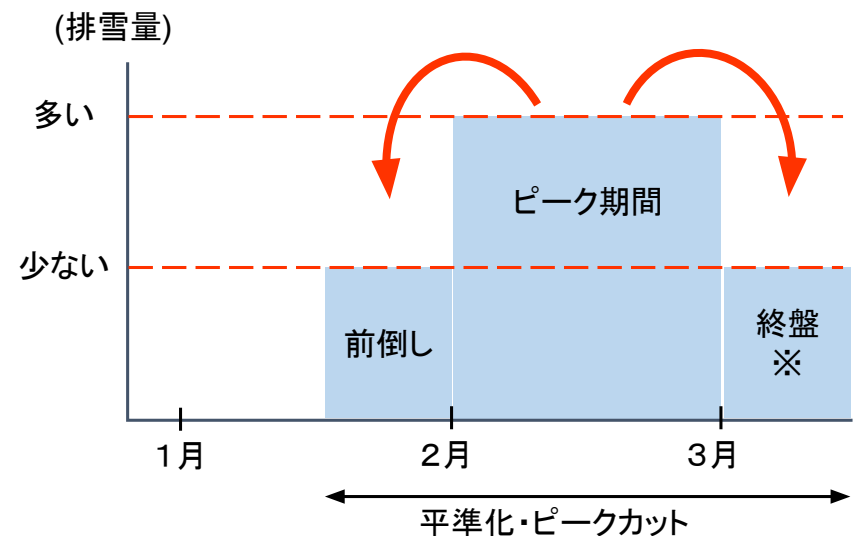 (排雪量)
多い
ピーク期間
少ない
前倒し
終盤
※
1月
2月
3月
平準化・ピークカット